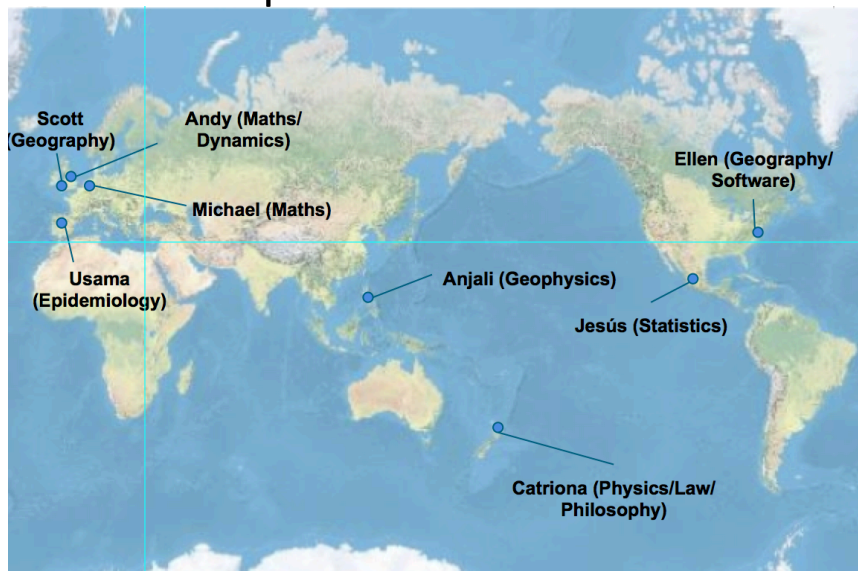 Scott
(Geography)
Andy (Maths/
Dynamics)
Ellen (Geography/
Software)
Michael (Maths)
Usama
(Epidemiology)
Anjali (Geophysics)
Jesús (Statistics)
Catriona (Physics/Law/
Philosophy)